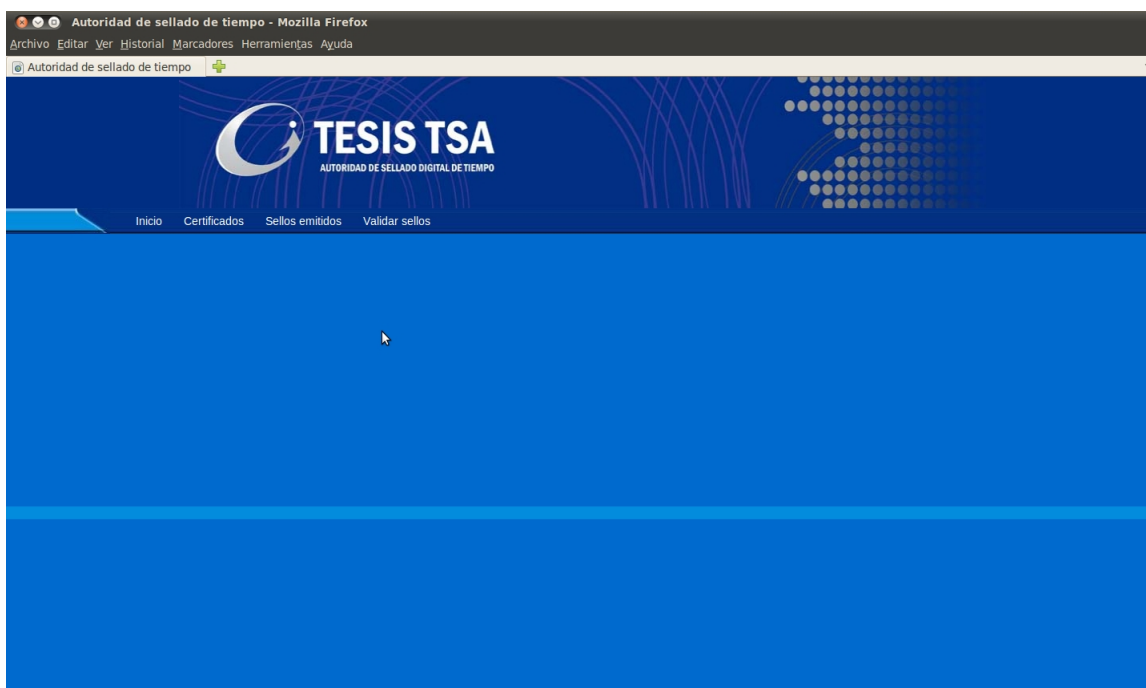 Autoridad de sellado de tiempo - Mozilla Firefox
Archivo Editar Ver Historial Marcadores Herramientas Ayuda
Autoridad de sellado de tiempo
TESIS TSA
AUTORIDAD DE SELLADO DIGITAL DE TIEMPO
Inicio Certificados Sellos emitidos Validar sellos